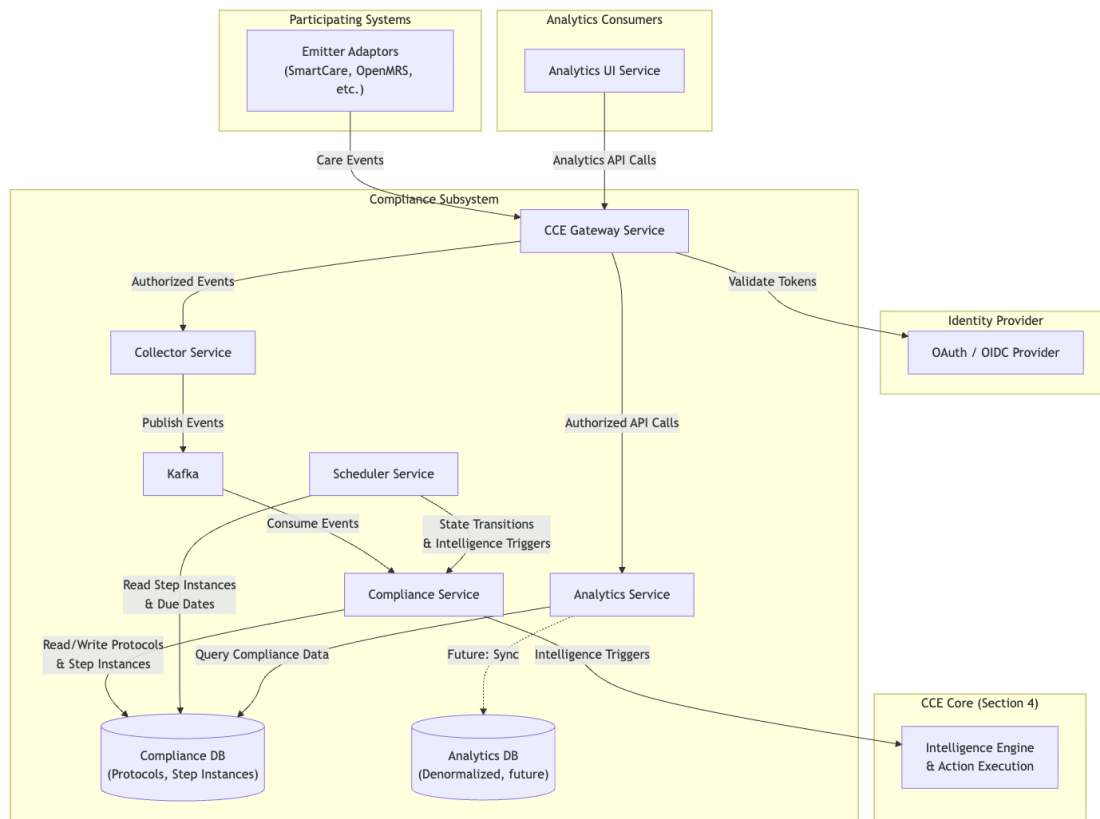 Participating Systems
Analytics Consumers
Emitter Adaptors
(SmartCare, OpenMRS,
etc.)
Analytics UI Service
Care Events
Analytics API Calls
Compliance Subsystem
CCE Gateway Service
Authorized Events
Validate Tokens
Identity Provider
OAuth / OIDC Provider
Collector Service
Publish Events
Authorized API Calls
Kafka
Scheduler Service
Consume Events
State Transitions
& Intelligence Triggers
Read Step Instances
& Due Dates
Compliance Service
Analytics Service
Read/Write Protocols
& Step Instances
Query Compliance Data
Future: Sync
Intelligence Triggers
CCE Core (Section 4)
Compliance DB
(Protocols, Step Instances)
Analytics DB
(Denormalized, future)
Intelligence Engine
& Action Execution